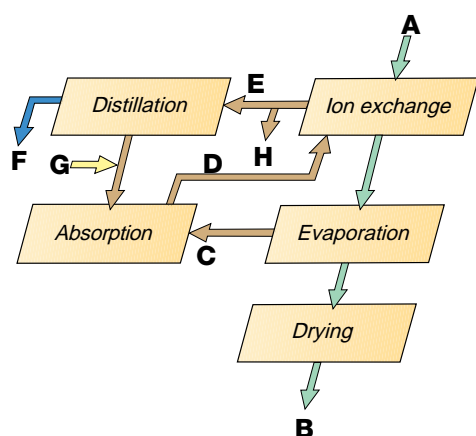 A
Distillation
E
Ion exchange
F
G
D
H
Absorption
C
Evaporation
Drying
B